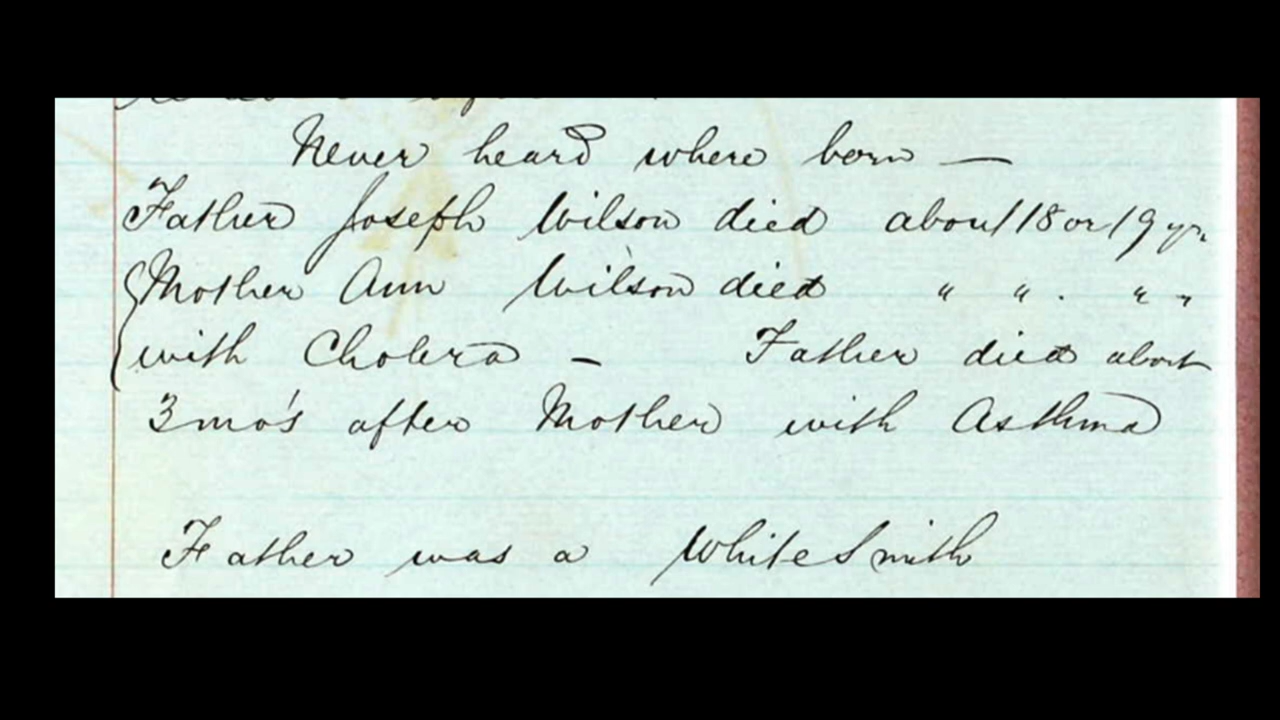 Never heard where born —
Father Joseph Wilson died about 18 or 19 yrs
Mother Ann Wilson died " " . " "
with Cholera – Father died about
3 mo's after Mother with Asthma
Father was a White Smith